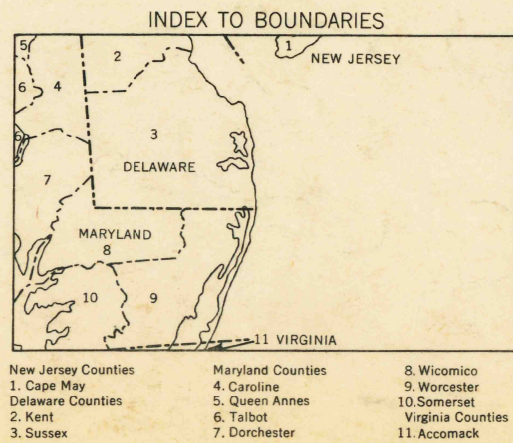 INDEX TO BOUNDARIES
5
2
1
NEW JERSEY
6
4
3
6
DELAWARE
7
MARYLAND
8
10
9
11 VIRGINIA
New Jersey Counties
1. Cape May
Delaware Counties
2. Kent
3. Sussex
Maryland Counties
4. Caroline
5. Queen Annes
6. Talbot
7. Dorchester
8. Wicomico
9. Worcester
10. Somerset
Virginia Counties
11. Accomack